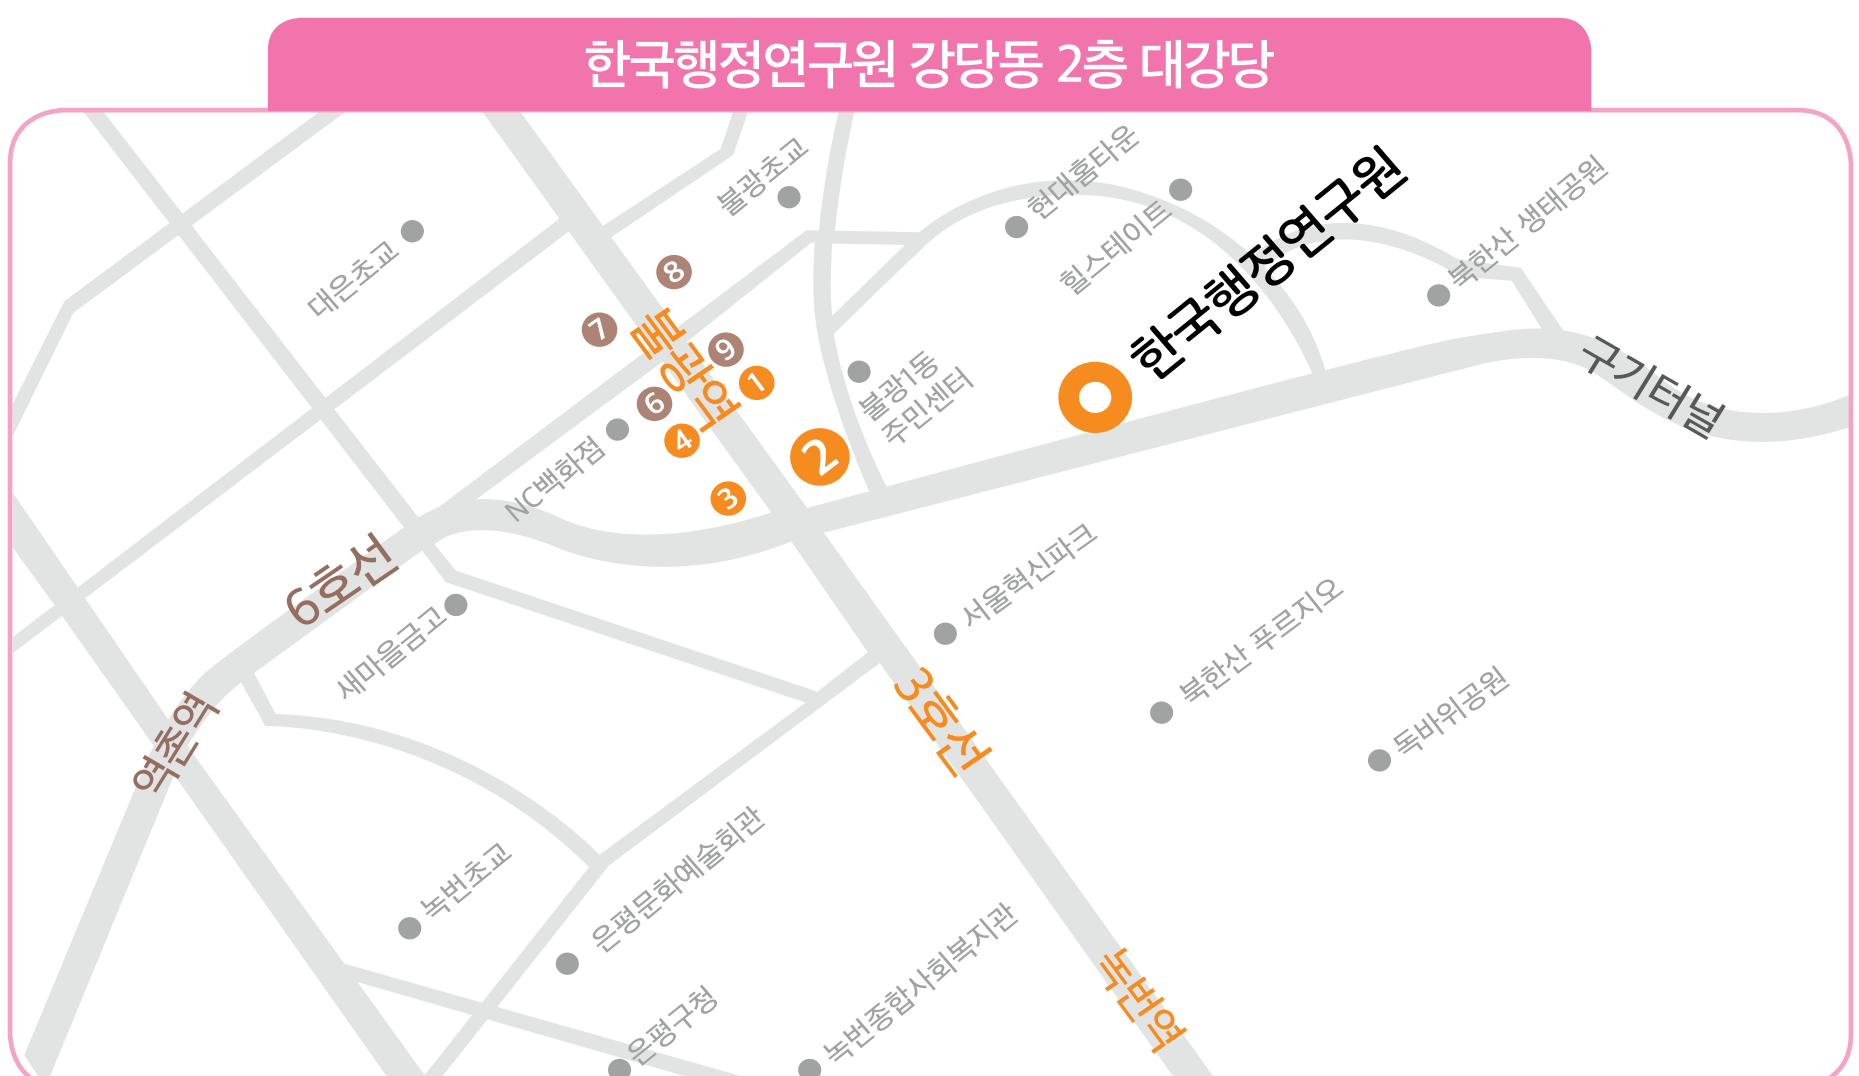 한국행정연구원 강당동 2층 대강당
불광초교
현대홈타운
힐스테이트
한국행정연구원
북한산 생태공원
대은초교
8
7
불광역
9
1
6
4
2
3
불광1동
주민센터
구기터널
NC백화점
6호선
새마을금고
서울혁신파크
북한산 푸르지오
독바위공원
역촌역
3호선
녹번초교
은평문화예술회관
녹번종합사회복지관
녹번역
은평구청